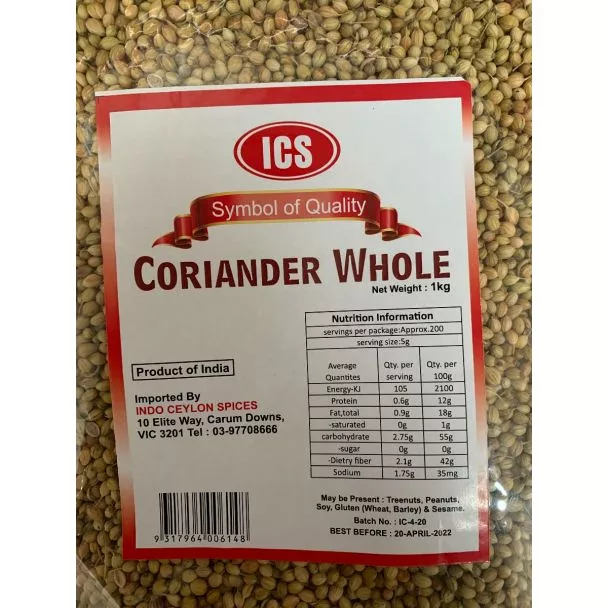 ICS
Symbol of Quality
CORIANDER WHOLE
Net Weight : 1kg
Nutrition Information
servings per package:Approx.200
serving size:5g
Average Quantites Qty. per serving Qty. per 100g
Energy-KJ 105 2100
Protein 0.6g 12g
Fat,total 0.9g 18g
-saturated 0g 1g
carbohydrate 2.75g 55g
-sugar 0g 0g
-Dietry fiber 2.1g 42g
Sodium 1.75g 35mg
Product of India
Imported By
INDO CEYLON SPICES
10 Elite Way, Carum Downs,
VIC 3201 Tel : 03-97708666
May be Present : Treenuts, Peanuts,
Soy, Gluten (Wheat, Barley) & Sesame.
Batch No. : IC-4-20
BEST BEFORE : 20-APRIL-2022
9 317964 006148